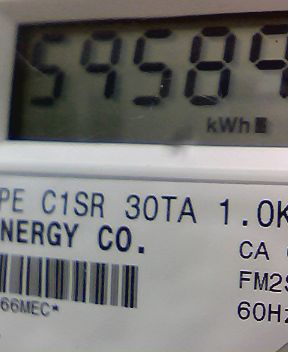 59589
kWh
PE C1SR 30TA 1.0K
NERGY CO.
CA
FM2S
66MEC*
60Hz